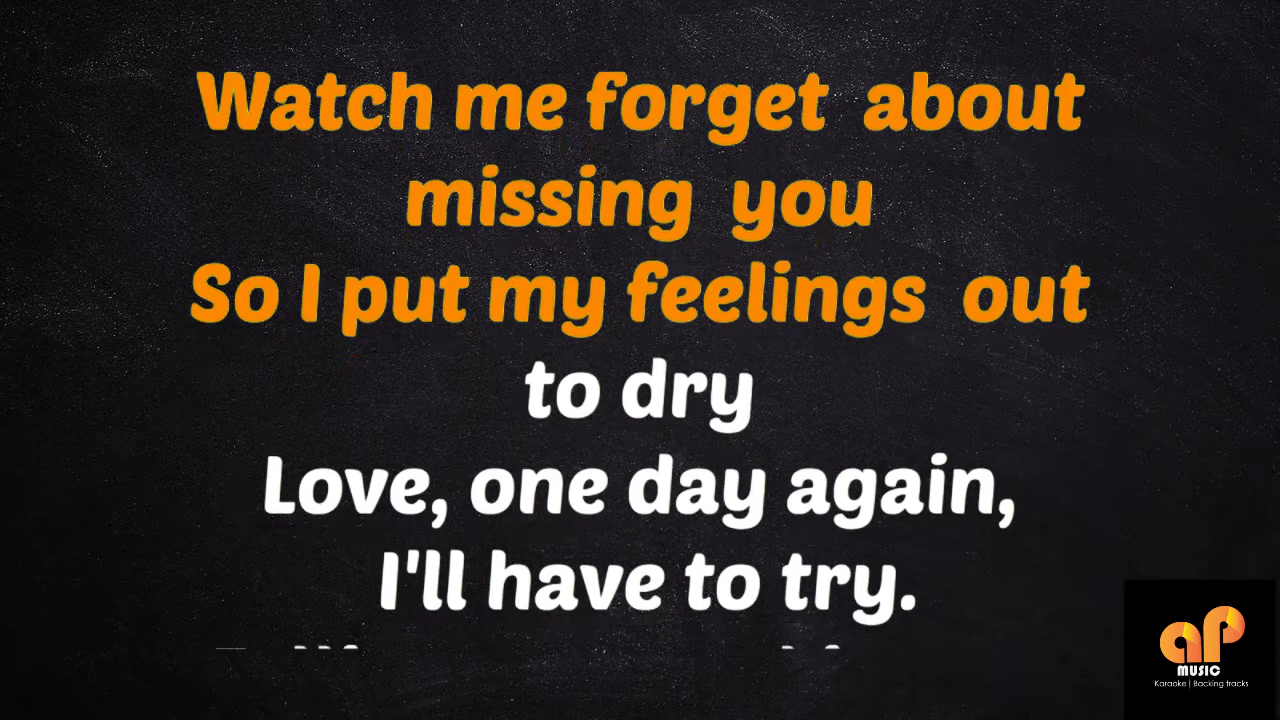 Watch me forget about
missing you
So I put my feelings out
to dry
Love, one day again,
I'll have to try.
ap
MUSIC
Karaoke | Backing tracks